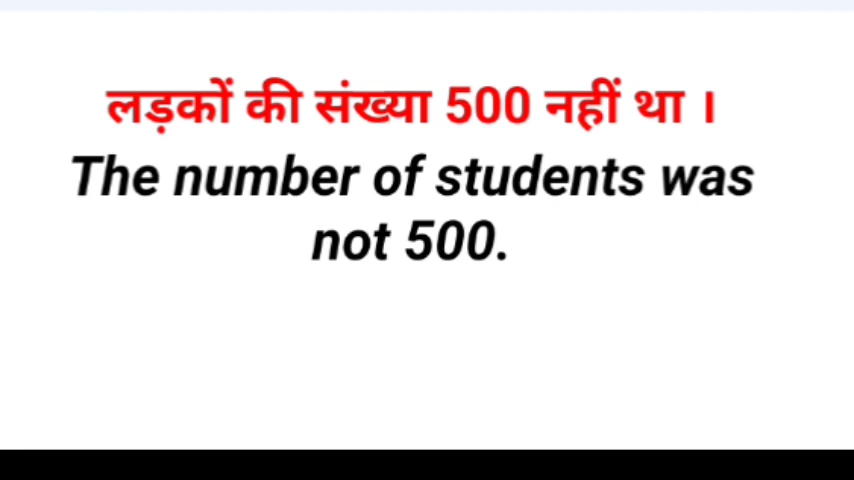 लड़कों की संख्या 500 नहीं था ।
The number of students was
not 500.